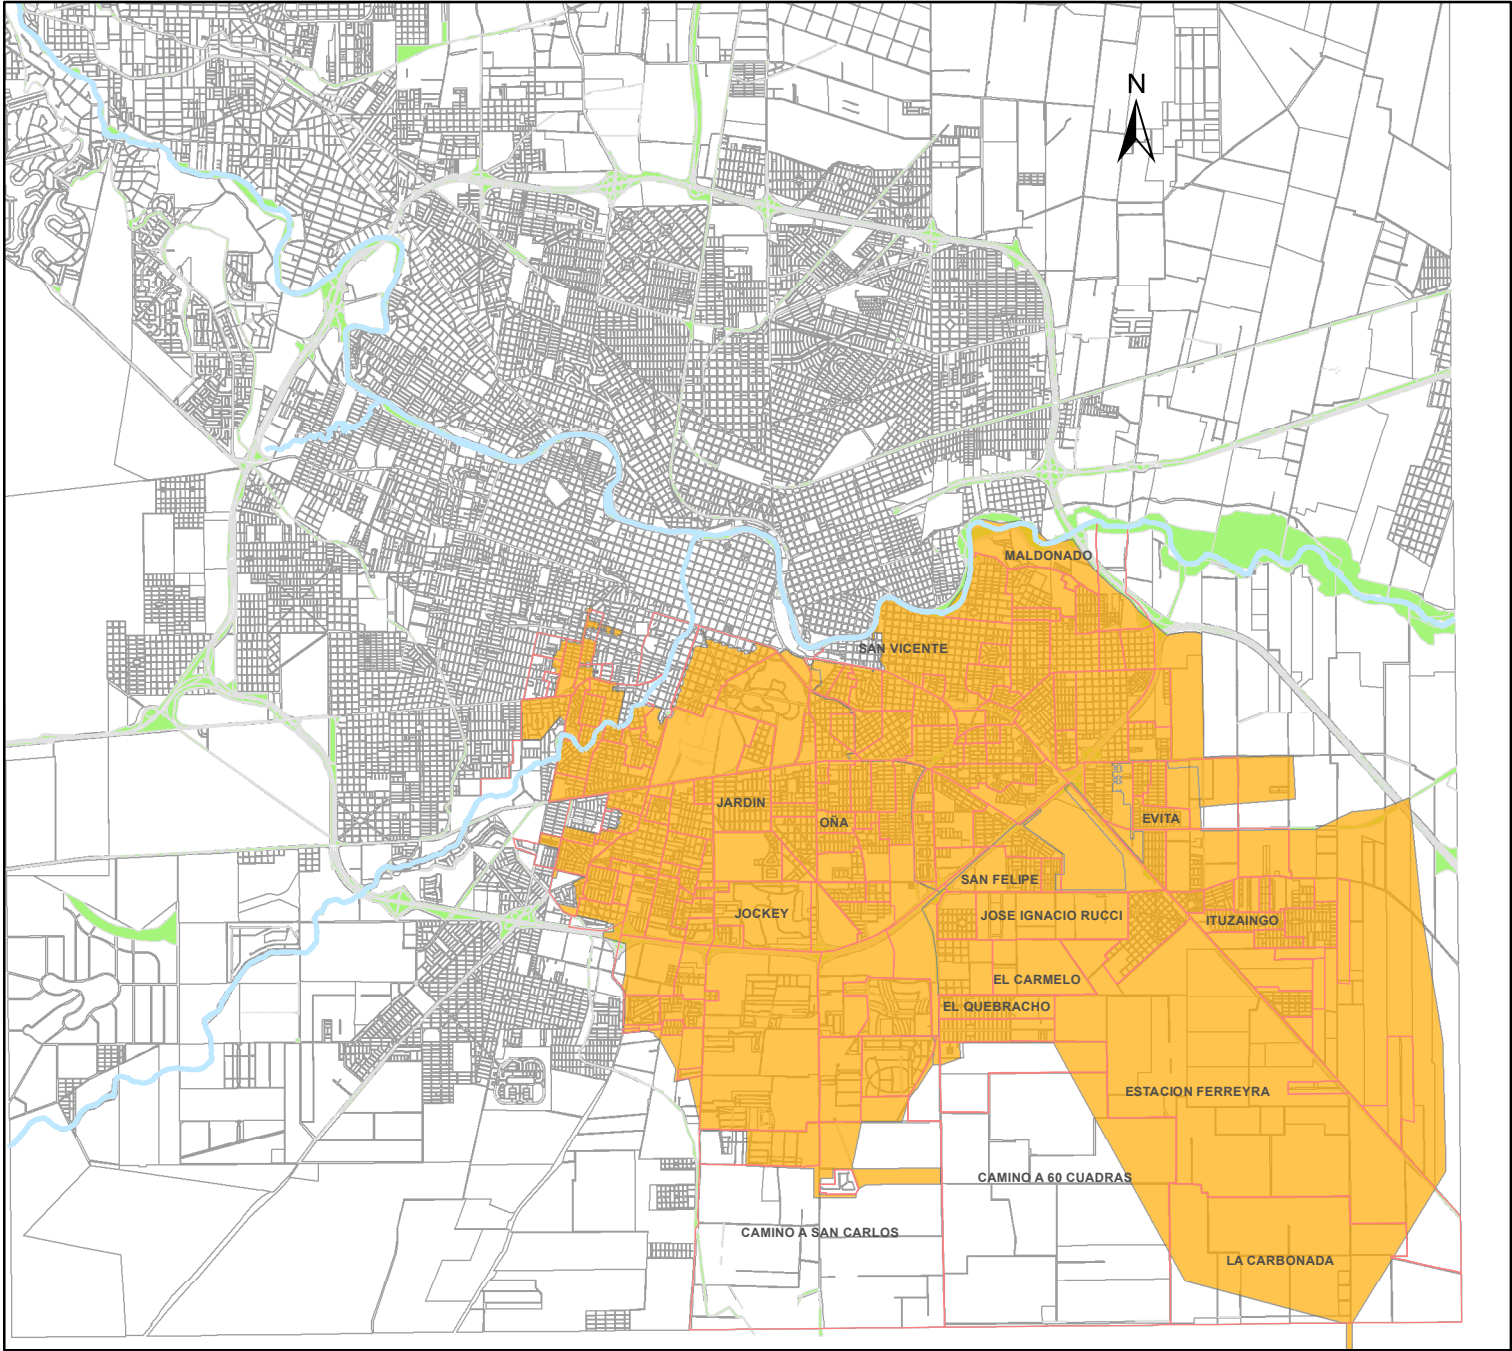 N
MALDONADO
SAN VICENTE
JARDIN
OÑA
EVITA
SAN FELIPE
JOCKEY
JOSE IGNACIO RUCCI
ITUZAINGO
EL CARMELO
EL QUEBRACHO
ESTACION FERREYRA
CAMINO A 60 CUADRAS
CAMINO A SAN CARLOS
LA CARBONADA